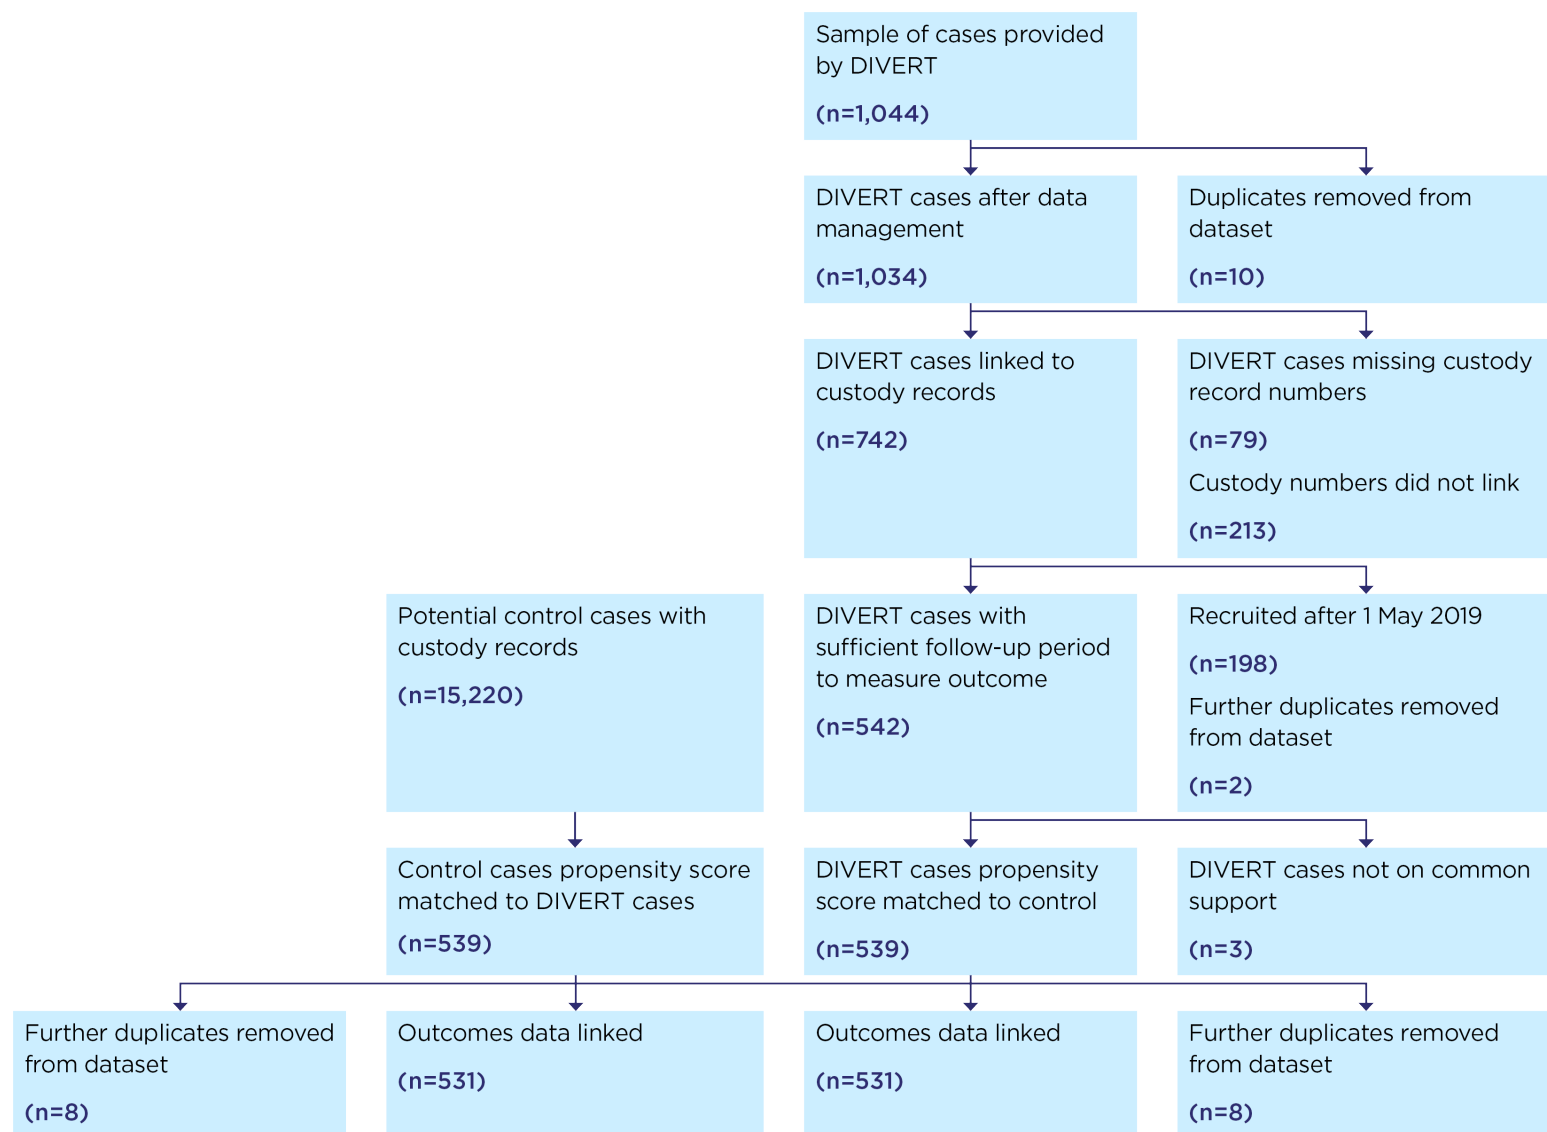 Sample of cases provided
by DIVERT
(n=1,044)
DIVERT cases after data
management
(n=1,034)
Duplicates removed from
dataset
(n=10)
DIVERT cases linked to
custody records
(n=742)
DIVERT cases missing custody
record numbers
(n=79)
Custody numbers did not link
(n=213)
Potential control cases with
custody records
(n=15,220)
DIVERT cases with
sufficient follow-up period
to measure outcome
(n=542)
Recruited after 1 May 2019
(n=198)
Further duplicates removed
from dataset
(n=2)
Control cases propensity score
matched to DIVERT cases
(n=539)
DIVERT cases propensity
score matched to control
(n=539)
DIVERT cases not on common
support
(n=3)
Further duplicates removed
from dataset
(n=8)
Outcomes data linked
(n=531)
Outcomes data linked
(n=531)
Further duplicates removed
from dataset
(n=8)